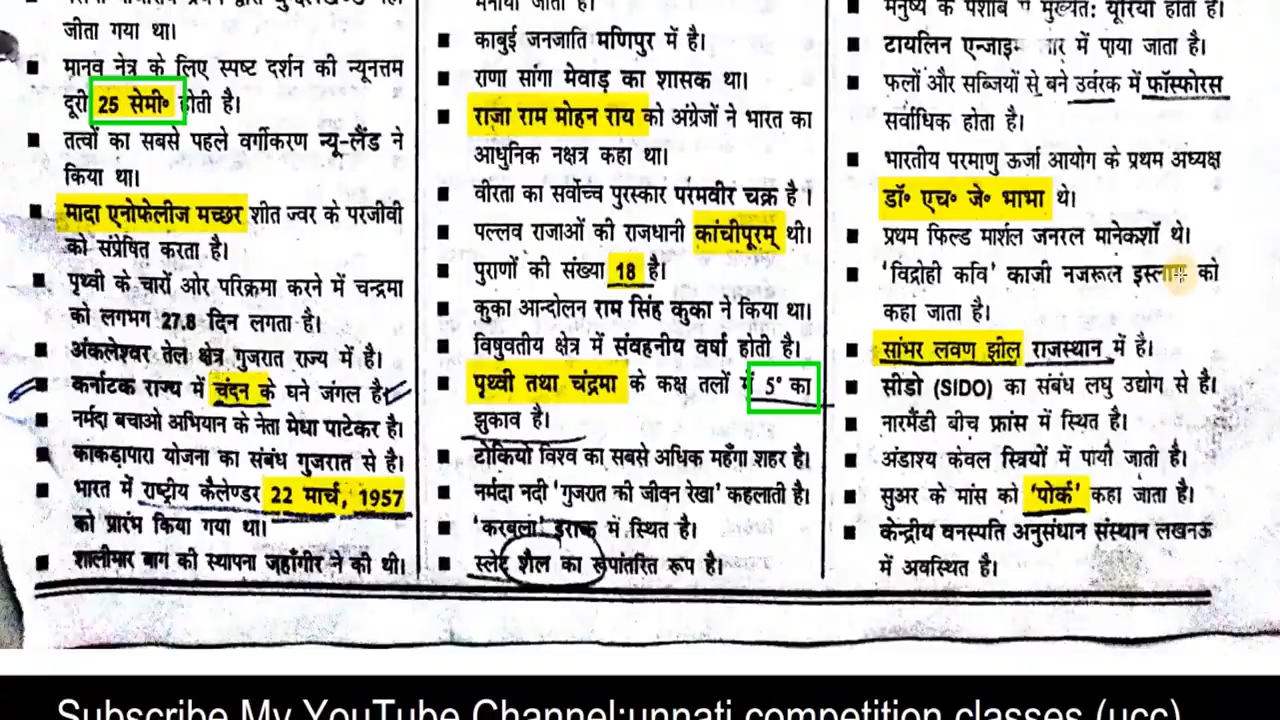 जीता गया था।
■ मानव नेत्र के लिए स्पष्ट दर्शन की न्यूनतम
दूरी 25 सेमी॰ होती है।
■ तत्वों का सबसे पहले वर्गीकरण न्यू-लैंड ने
किया था।
■ मादा एनोफेलीज मच्छर शीत ज्वर के परजीवी
को संप्रेषित करता है।
■ पृथ्वी के चारों ओर परिक्रमा करने में चन्द्रमा
को लगभग 27.8 दिन लगता है।
■ अंकलेश्वर तेल क्षेत्र गुजरात राज्य में है।
■ कर्नाटक राज्य में चंदन के घने जंगल है।
■ नर्मदा बचाओ अभियान के नेता मेधा पाटेकर है।
■ काकड़ापारा योजना का संबंध गुजरात से है।
■ भारत में राष्ट्रीय कैलेण्डर 22 मार्च, 1957
को प्रारंभ किया गया था।
■ शालीमार बाग की स्थापना जहाँगीर ने की थी।
मनाया जाता है।
■ काबुई जनजाति मणिपुर में है।
■ राणा सांगा मेवाड़ का शासक था।
■ राजा राम मोहन राय को अंग्रेजों ने भारत का
आधुनिक नक्षत्र कहा था।
■ वीरता का सर्वोच्च पुरस्कार परमवीर चक्र है।
■ पल्लव राजाओं की राजधानी कांचीपूरम् थी।
■ पुराणों की संख्या 18 है।
■ कुका आन्दोलन राम सिंह कुका ने किया था।
■ विषुवतीय क्षेत्र में संवहनीय वर्षा होती है।
■ पृथ्वी तथा चंद्रमा के कक्ष तलों में 5° का
झुकाव है।
■ टोकियो विश्व का सबसे अधिक महँगा शहर है।
■ नर्मदा नदी 'गुजरात की जीवन रेखा' कहलाती है।
■ 'करबला' इराक में स्थित है।
■ स्लेट शैल का रूपांतरित रूप है।
मनुष्य के पेशाब में मुख्यत: यूरिया होता है।
■ टायलिन एन्जाइम लार में पाया जाता है।
■ फलों और सब्जियों से बने उर्वरक में फॉस्फोरस
सर्वाधिक होता है।
■ भारतीय परमाणु ऊर्जा आयोग के प्रथम अध्यक्ष
डॉ॰ एच॰ जे॰ भाभा थे।
■ प्रथम फिल्ड मार्शल जनरल मानेकशॉ थे।
■ 'विद्रोही कवि' काजी नजरूल इस्लाम को
कहा जाता है।
■ सांभर लवण झील राजस्थान में है।
■ सीडो (SIDO) का संबंध लघु उद्योग से है।
■ नारमैंडी बीच फ्रांस में स्थित है।
■ अंडाश्य केवल स्त्रियों में पायी जाती है।
■ सुअर के मांस को 'पोर्क' कहा जाता है।
■ केन्द्रीय वनस्पति अनुसंधान संस्थान लखनऊ
में अवस्थित है।
Subscribe My YouTube Channel:unnati competition classes (ucc)